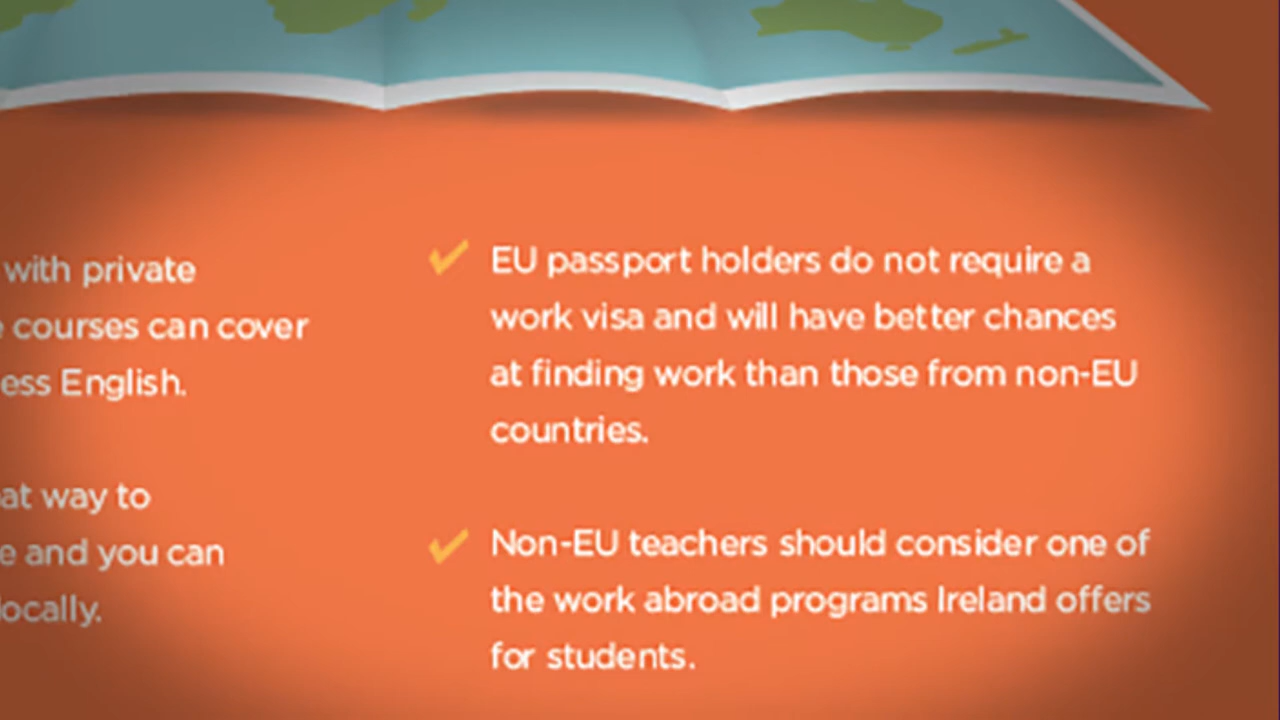 with private
courses can cover
English.
way to
and you can
locally.
EU passport holders do not require a
work visa and will have better chances
at finding work than those from non-EU
countries.
Non-EU teachers should consider one of
the work abroad programs Ireland offers
for students.